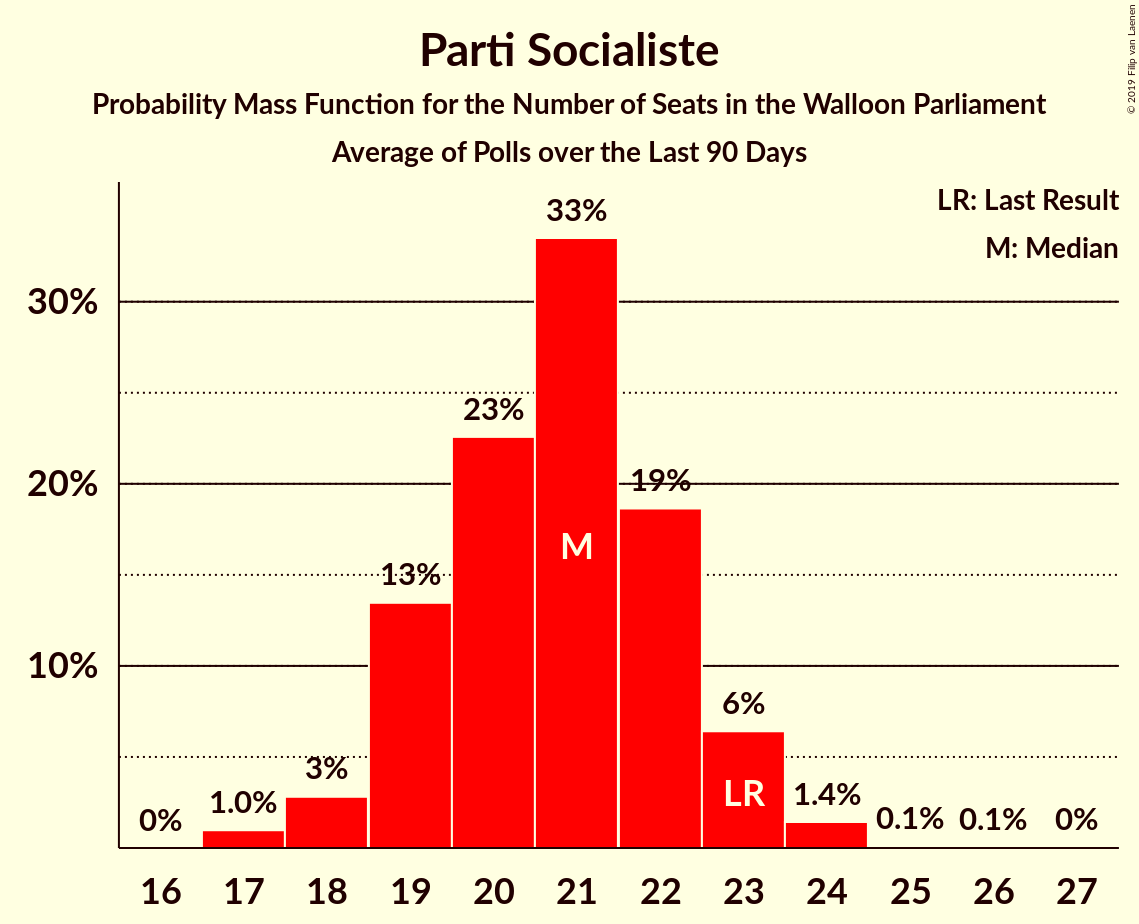 Parti Socialiste
Probability Mass Function for the Number of Seats in the Walloon Parliament
Average of Polls over the Last 90 Days
© 2019 Filip van Laenen
LR: Last Result
M: Median
33%
30%
23%
20%
19%
M
13%
10%
6%
3%
LR
1.4%
1.0%
0%
0.1%
0.1%
0%
16 17 18 19 20 21 22 23 24 25 26 27